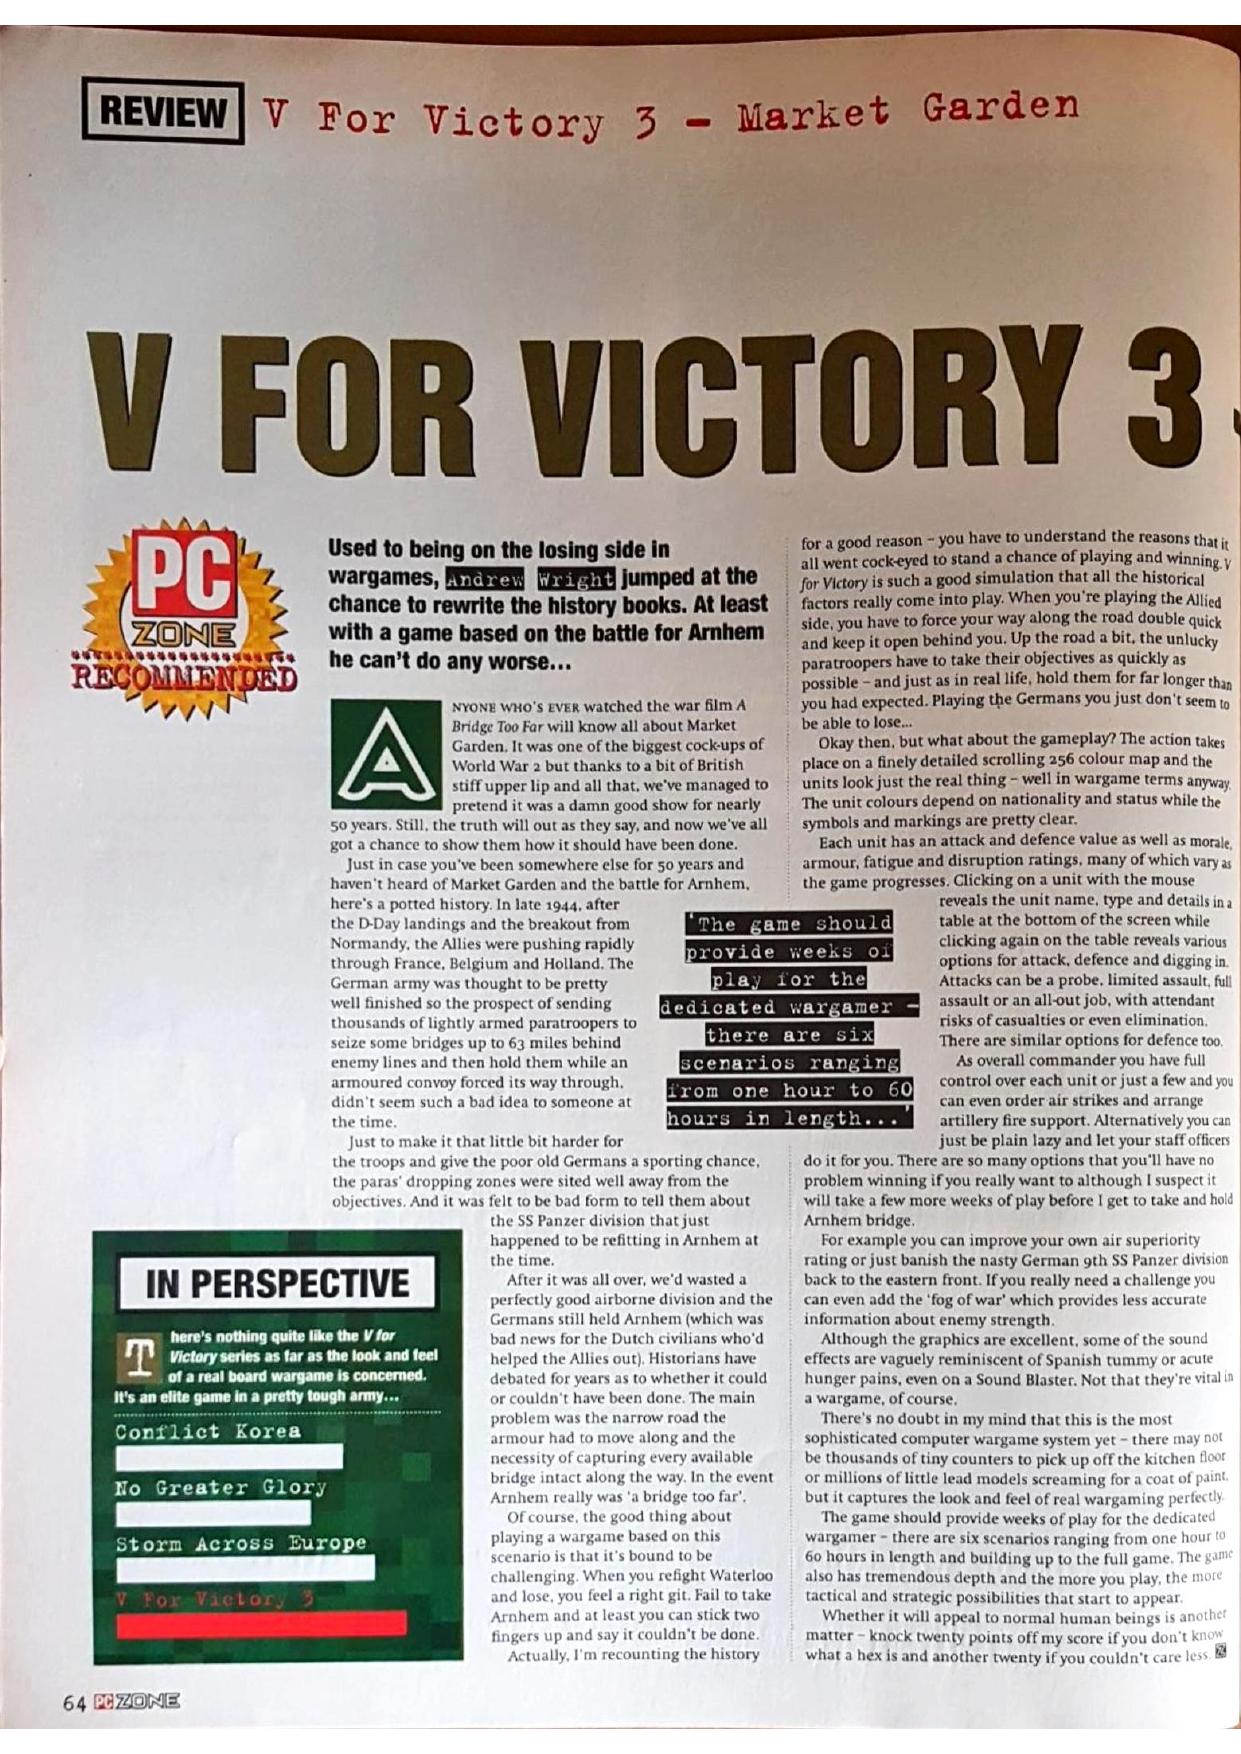 REVIEW V For Victory 3 – Market Garden
V FOR VICTORY 3
PC
ZONE
RECOMMENDED
Used to being on the losing side in
wargames, Andrew Wright jumped at the
chance to rewrite the history books. At least
with a game based on the battle for Arnhem
he can't do any worse...
ANYONE WHO'S EVER watched the war film A
Bridge Too Far will know all about Market
Garden. It was one of the biggest cock-ups of
World War 2 but thanks to a bit of British
stiff upper lip and all that, we've managed to
pretend it was a damn good show for nearly
50 years. Still, the truth will out as they say, and now we've all
got a chance to show them how it should have been done.
Just in case you've been somewhere else for 50 years and
haven't heard of Market Garden and the battle for Arnhem,
here's a potted history. In late 1944, after
the D-Day landings and the breakout from
Normandy, the Allies were pushing rapidly
through France, Belgium and Holland. The
German army was thought to be pretty
well finished so the prospect of sending
thousands of lightly armed paratroopers to
seize some bridges up to 63 miles behind
enemy lines and then hold them while an
armoured convoy forced its way through,
didn't seem such a bad idea to someone at
the time.
Just to make it that little bit harder for
the troops and give the poor old Germans a sporting chance,
the paras' dropping zones were sited well away from the
objectives. And it was felt to be bad form to tell them about
the SS Panzer division that just
happened to be refitting in Arnhem at
the time.
After it was all over, we'd wasted a
perfectly good airborne division and the
Germans still held Arnhem (which was
bad news for the Dutch civilians who'd
helped the Allies out). Historians have
debated for years as to whether it could
or couldn't have been done. The main
problem was the narrow road the
armour had to move along and the
necessity of capturing every available
bridge intact along the way. In the event
Arnhem really was 'a bridge too far'.
Of course, the good thing about
playing a wargame based on this
scenario is that it's bound to be
challenging. When you refight Waterloo
and lose, you feel a right git. Fail to take
Arnhem and at least you can stick two
fingers up and say it couldn't be done.
Actually, I'm recounting the history
for a good reason – you have to understand the reasons that it
all went cock-eyed to stand a chance of playing and winning. V
for Victory is such a good simulation that all the historical
factors really come into play. When you're playing the Allied
side, you have to force your way along the road double quick
and keep it open behind you. Up the road a bit, the unlucky
paratroopers have to take their objectives as quickly as
possible – and just as in real life, hold them for far longer than
you had expected. Playing the Germans you just don't seem to
be able to lose...
Okay then, but what about the gameplay? The action takes
place on a finely detailed scrolling 256 colour map and the
units look just the real thing – well in wargame terms anyway.
The unit colours depend on nationality and status while the
symbols and markings are pretty clear.
Each unit has an attack and defence value as well as morale,
armour, fatigue and disruption ratings, many of which vary as
the game progresses. Clicking on a unit with the mouse
reveals the unit name, type and details in a
table at the bottom of the screen while
clicking again on the table reveals various
options for attack, defence and digging in.
Attacks can be a probe, limited assault, full
assault or an all-out job, with attendant
risks of casualties or even elimination.
There are similar options for defence too.
As overall commander you have full
control over each unit or just a few and you
can even order air strikes and arrange
artillery fire support. Alternatively you can
just be plain lazy and let your staff officers
do it for you. There are so many options that you'll have no
problem winning if you really want to although I suspect it
will take a few more weeks of play before I get to take and hold
Arnhem bridge.
For example you can improve your own air superiority
rating or just banish the nasty German 9th SS Panzer division
back to the eastern front. If you really need a challenge you
can even add the 'fog of war' which provides less accurate
information about enemy strength.
Although the graphics are excellent, some of the sound
effects are vaguely reminiscent of Spanish tummy or acute
hunger pains, even on a Sound Blaster. Not that they're vital in
a wargame, of course.
There's no doubt in my mind that this is the most
sophisticated computer wargame system yet – there may not
be thousands of tiny counters to pick up off the kitchen floor
or millions of little lead models screaming for a coat of paint,
but it captures the look and feel of real wargaming perfectly.
The game should provide weeks of play for the dedicated
wargamer – there are six scenarios ranging from one hour to
60 hours in length and building up to the full game. The game
also has tremendous depth and the more you play, the more
tactical and strategic possibilities that start to appear.
Whether it will appeal to normal human beings is another
matter – knock twenty points off my score if you don't know
what a hex is and another twenty if you couldn't care less.
'The game should
provide weeks of
play for the
dedicated wargamer –
there are six
scenarios ranging
from one hour to 60
hours in length...'
IN PERSPECTIVE
There's nothing quite like the V for
Victory series as far as the look and feel
of a real board wargame is concerned.
It's an elite game in a pretty tough army...
Conflict Korea
No Greater Glory
Storm Across Europe
V For Victory 3
64 PC ZONE